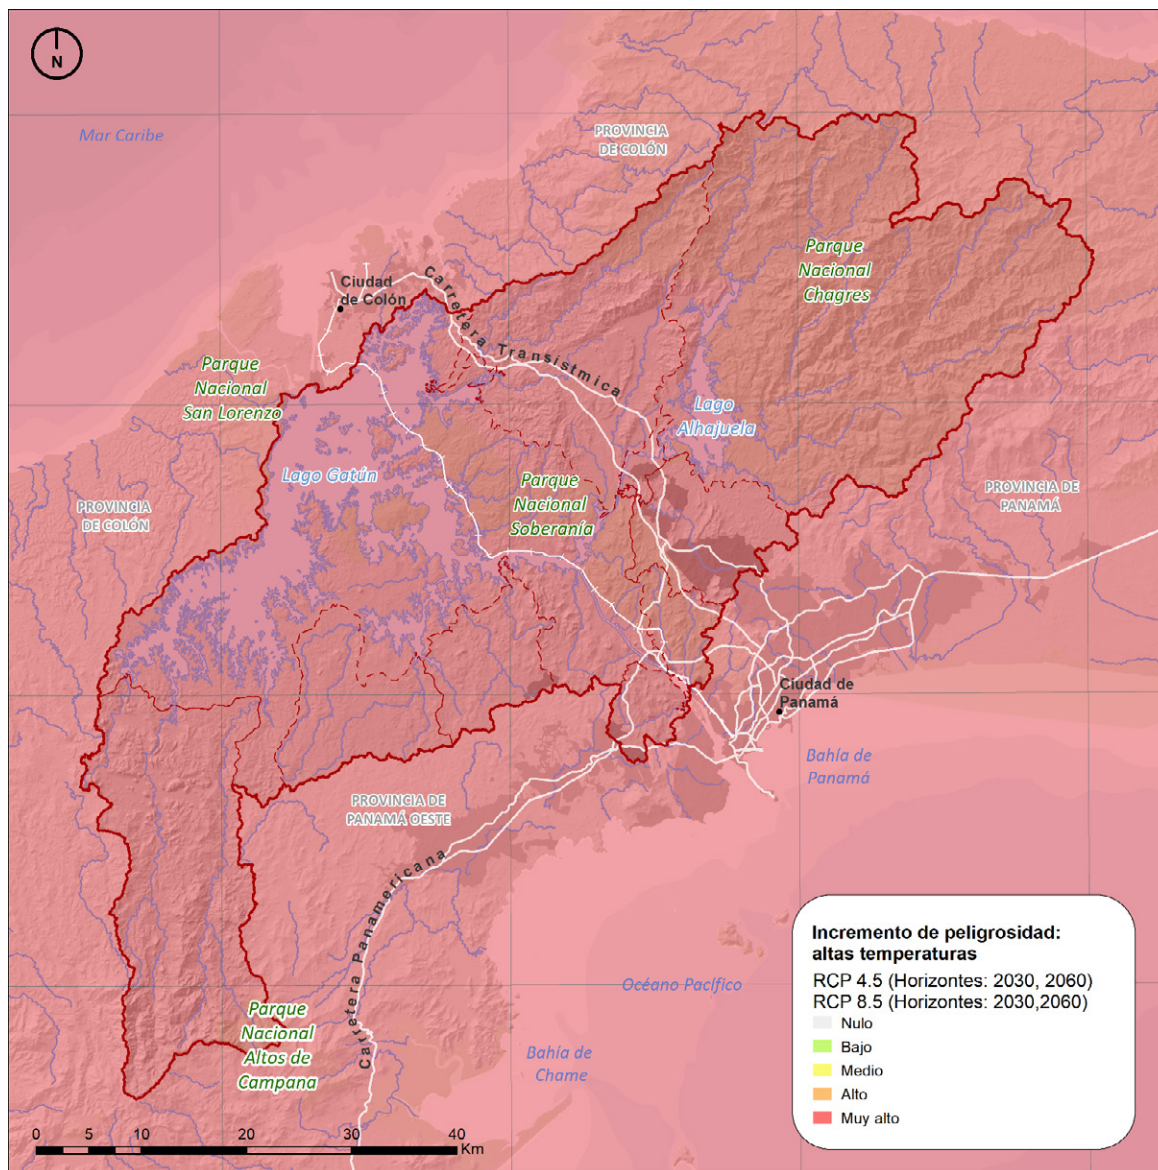 N
Mar Caribe
PROVINCIA
DE COLÓN
Parque
Nacional
Chagres
Ciudad
de Colón
Carretera Transístmica
Parque
Nacional
San Lorenzo
Lago
Alhajuela
Lago Gatún
Parque
Nacional
Soberanía
PROVINCIA
DE COLÓN
PROVINCIA DE
PANAMÁ
Ciudad de
Panamá
Bahía de
Panamá
PROVINCIA DE
PANAMÁ OESTE
Carretera Panamericana
Océano Pacífico
Parque
Nacional
Altos de
Campana
Bahía de
Chame
Incremento de peligrosidad:
altas temperaturas
RCP 4.5 (Horizontes: 2030, 2060)
RCP 8.5 (Horizontes: 2030,2060)
Nulo
Bajo
Medio
Alto
Muy alto
0 5 10 20 30 40
Km